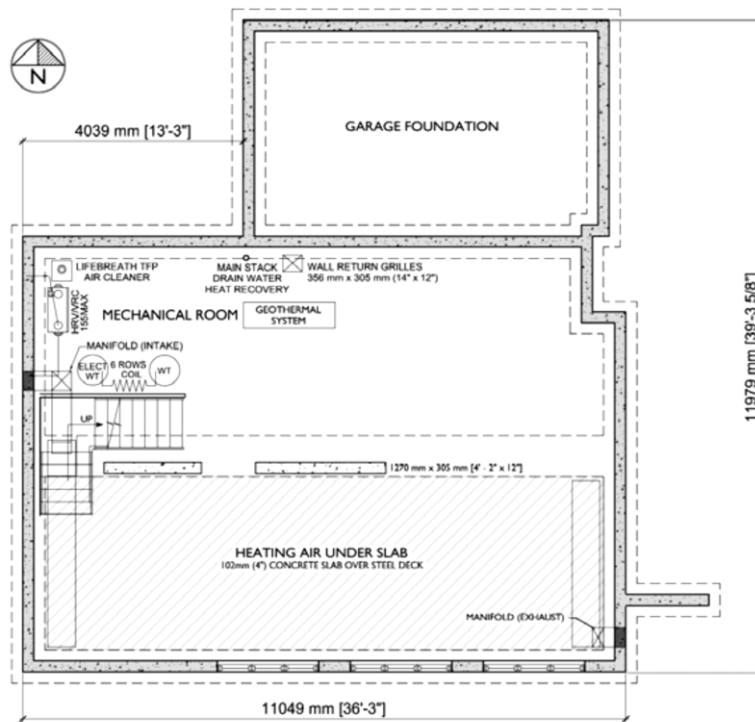 N
4039 mm [13'-3"]
GARAGE FOUNDATION
LIFEBREATH TFP
AIR CLEANER
MAIN STACK
DRAIN WATER
HEAT RECOVERY
WALL RETURN GRILLES
356 mm x 305 mm (14" x 12")
HRV/VRC
155MAX
MECHANICAL ROOM
GEOTHERMAL
SYSTEM
11979 mm [39'-3 5/8"]
MANIFOLD (INTAKE)
ELECT
WT
6 ROWS
COIL
WT
UP
1270 mm x 305 mm [4' - 2" x 12"]
HEATING AIR UNDER SLAB
102mm (4") CONCRETE SLAB OVER STEEL DECK
MANIFOLD (EXHAUST)
11049 mm [36'-3"]